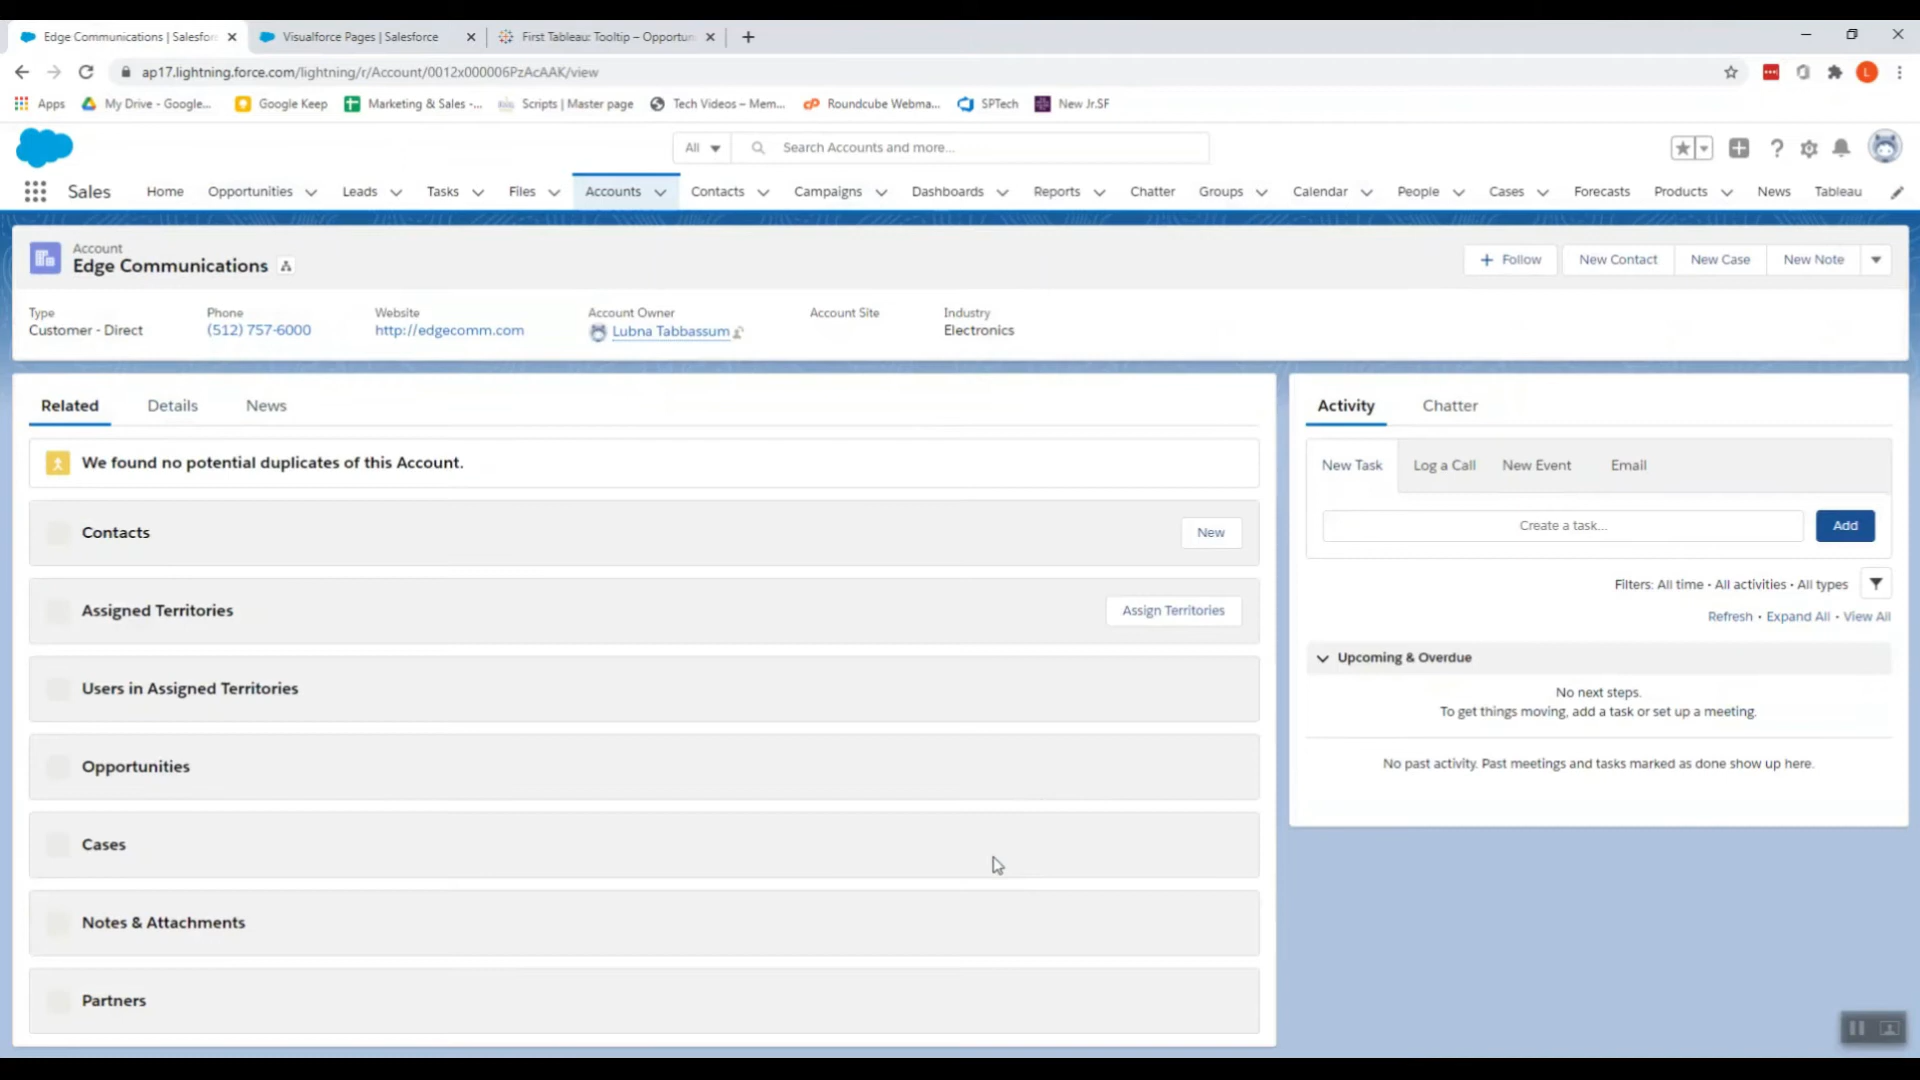 Edge Communications | Salesfor
Visualforce Pages | Salesforce
First Tableau: Tooltip – Opportun
ap17.lightning.force.com/lightning/r/Account/0012x000006PzAcAAK/view
Apps
My Drive - Google...
Google Keep
Marketing & Sales -...
Scripts | Master page
Tech Videos – Mem...
Roundcube Webma...
SPTech
New Jr.SF
All
Search Accounts and more...
Sales
Home
Opportunities
Leads
Tasks
Files
Accounts
Contacts
Campaigns
Dashboards
Reports
Chatter
Groups
Calendar
People
Cases
Forecasts
Products
News
Tableau
Account
Edge Communications
+ Follow
New Contact
New Case
New Note
Type
Customer - Direct
Phone
(512) 757-6000
Website
http://edgecomm.com
Account Owner
Lubna Tabbassum
Account Site
Industry
Electronics
Related
Details
News
We found no potential duplicates of this Account.
Contacts
New
Assigned Territories
Assign Territories
Users in Assigned Territories
Opportunities
Cases
Notes & Attachments
Partners
Activity
Chatter
New Task
Log a Call
New Event
Email
Create a task...
Add
Filters: All time • All activities • All types
Refresh • Expand All • View All
Upcoming & Overdue
No next steps.
To get things moving, add a task or set up a meeting.
No past activity. Past meetings and tasks marked as done show up here.